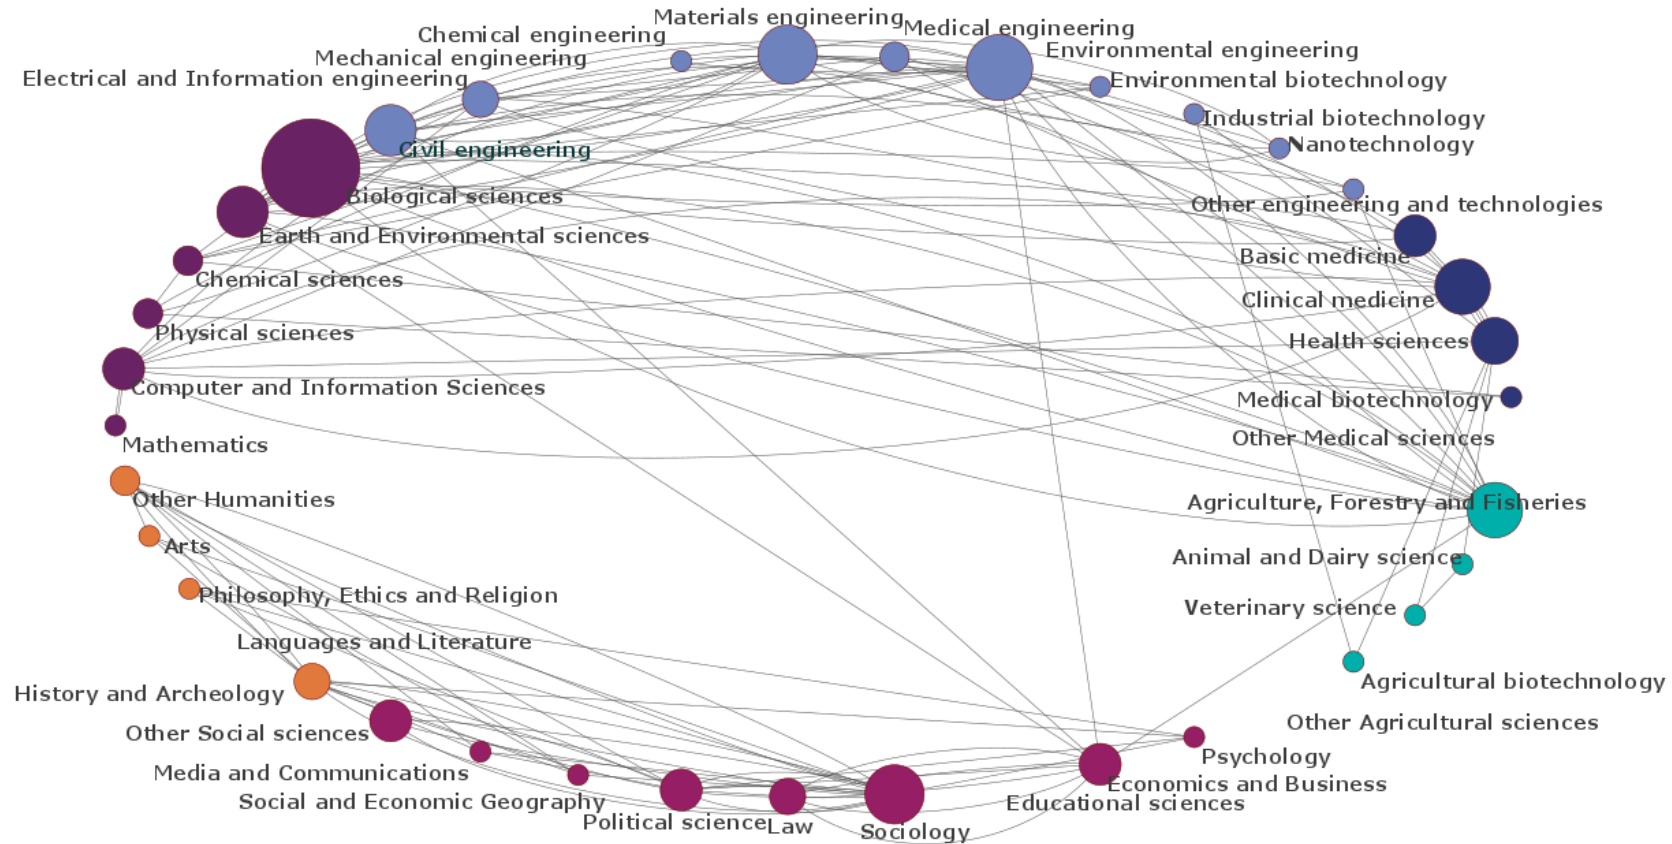 Materials engineering
Medical engineering
Chemical engineering
Environmental engineering
Mechanical engineering
Electrical and Information engineering
Environmental biotechnology
Industrial biotechnology
Nanotechnology
Civil engineering
Biological sciences
Other engineering and technologies
Earth and Environmental sciences
Basic medicine
Chemical sciences
Clinical medicine
Physical sciences
Health sciences
Computer and Information Sciences
Medical biotechnology
Mathematics
Other Medical sciences
Other Humanities
Agriculture, Forestry and Fisheries
Arts
Animal and Dairy science
Philosophy, Ethics and Religion
Veterinary science
Languages and Literature
Agricultural biotechnology
History and Archeology
Other Agricultural sciences
Other Social sciences
Psychology
Media and Communications
Economics and Business
Social and Economic Geography
Educational sciences
Political science
Law
Sociology